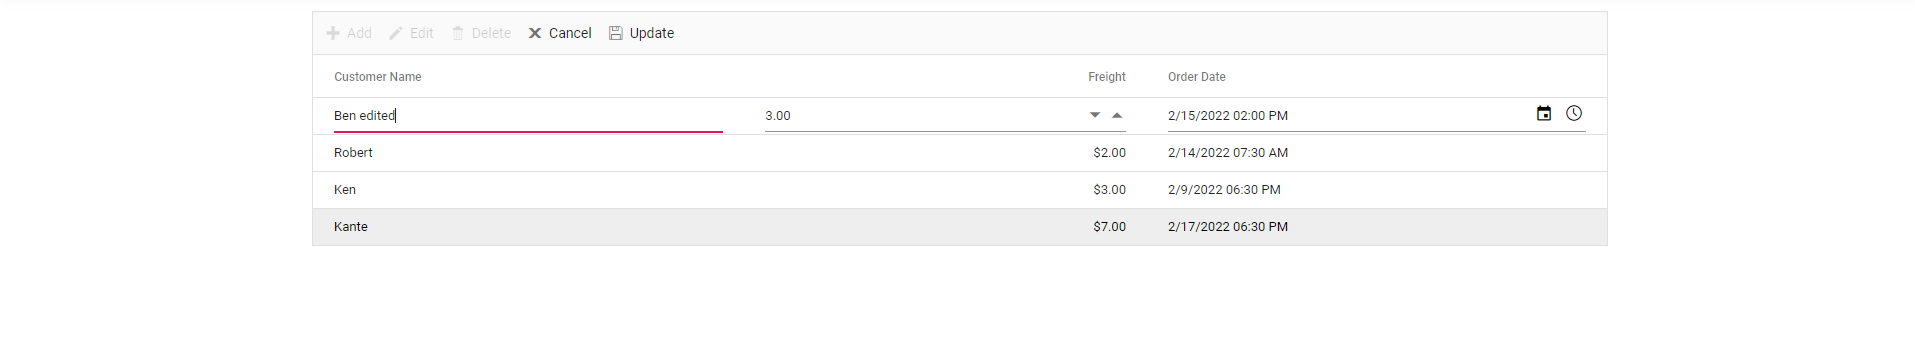 Add Edit Delete Cancel Update
Customer Name Freight Order Date
Ben edited 3.00 2/15/2022 02:00 PM
Robert $2.00 2/14/2022 07:30 AM
Ken $3.00 2/9/2022 06:30 PM
Kante $7.00 2/17/2022 06:30 PM